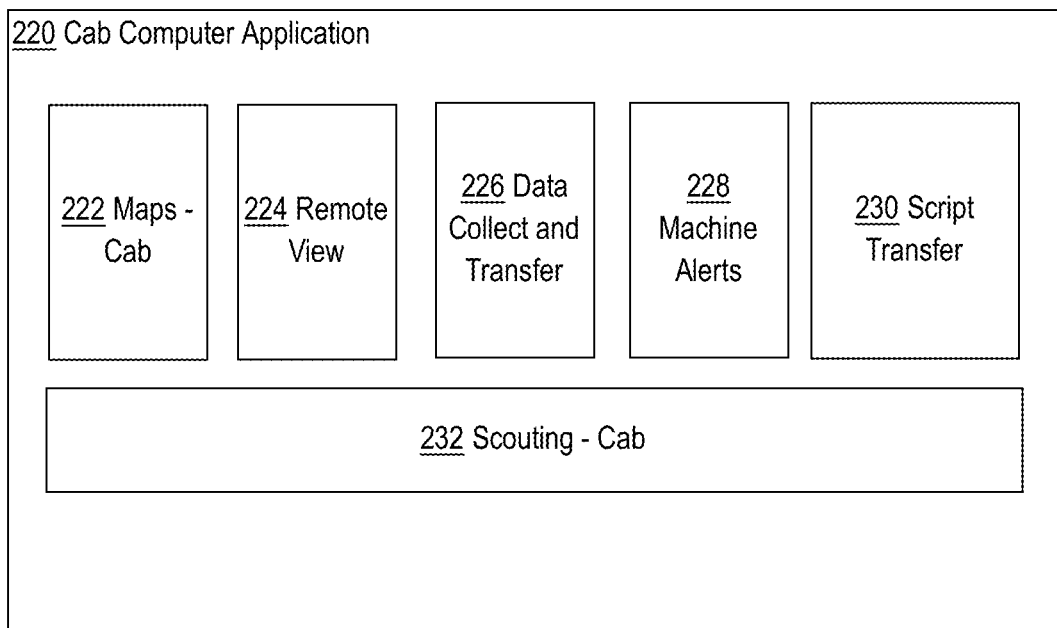 220 Cab Computer Application
222 Maps -
Cab
224 Remote
View
226 Data
Collect and
Transfer
228
Machine
Alerts
230 Script
Transfer
232 Scouting - Cab